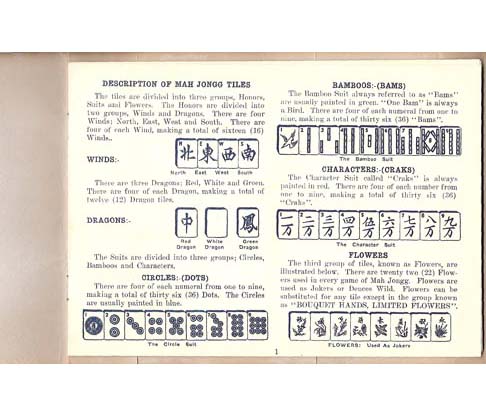 DESCRIPTION OF MAH JONGG TILES
The tiles are divided into three groups, Honors,
Suits and Flowers. The Honors are divided into
two groups, Winds and Dragons. There are four
Winds; North, East, West and South. There are
four of each Wind, making a total of sixteen (16)
Winds.
WINDS:-
北 東 西 南
North East West South
There are three Dragons; Red, White and Green.
There are four of each Dragon, making a total of
twelve (12) Dragon tiles.
DRAGONS:-
中 鳳
Red Dragon White Dragon Green Dragon
The Suits are divided into three groups; Circles,
Bamboos and Characters.
CIRCLES:-(DOTS)
There are four of each numeral from one to nine,
making a total of thirty six (36) Dots. The Circles
are usually painted in blue.
The Circle Suit
BAMBOOS:-(BAMS)
The Bamboo Suit always referred to as "Bams"
are usually painted in green. "One Bam" is always
a Bird. There are four of each numeral from one to
nine, making a total of thirty six (36) "Bams".
The Bamboo Suit
CHARACTERS:-(CRAKS)
The Character Suit called "Craks" is always
painted in red. There are four of each number from
one to nine, making a total of thirty six (36)
"Craks".
一 二 三 四 伍 六 七 八 九
万 万 万 万 万 万 万 万 万
The Character Suit
FLOWERS
The third group of tiles, known as Flowers, are
illustrated below. There are twenty two (22) Flow-
ers used in every game of Mah Jongg. Flowers are
used as Jokers or Deuces Wild. Flowers can be
substituted for any tile except in the group known
as "BOUQUET HANDS, LIMITED FLOWERS".
FLOWERS: Used As Jokers
1